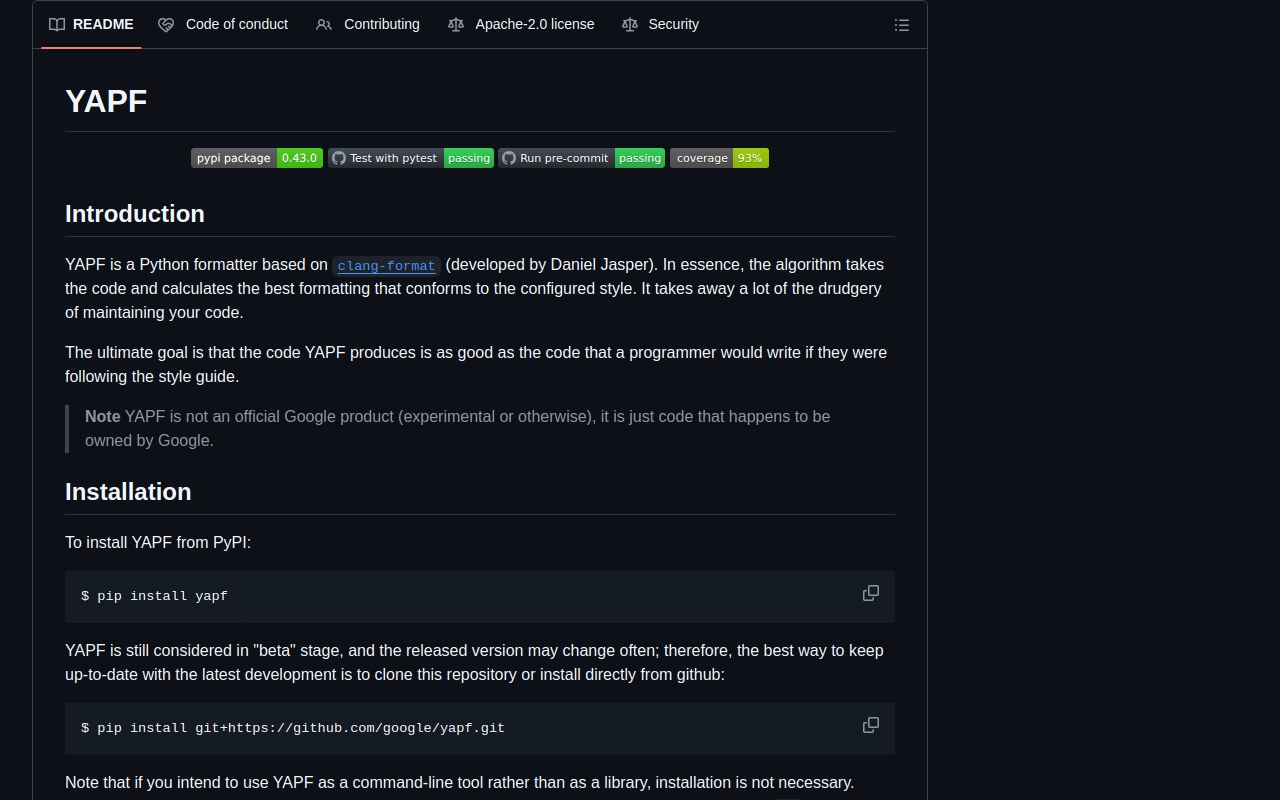 README Code of conduct Contributing Apache-2.0 license Security
YAPF
pypi package 0.43.0 Test with pytest passing Run pre-commit passing coverage 93%
Introduction
YAPF is a Python formatter based on clang-format (developed by Daniel Jasper). In essence, the algorithm takes
the code and calculates the best formatting that conforms to the configured style. It takes away a lot of the drudgery
of maintaining your code.
The ultimate goal is that the code YAPF produces is as good as the code that a programmer would write if they were
following the style guide.
Note YAPF is not an official Google product (experimental or otherwise), it is just code that happens to be
owned by Google.
Installation
To install YAPF from PyPI:
$ pip install yapf
YAPF is still considered in "beta" stage, and the released version may change often; therefore, the best way to keep
up-to-date with the latest development is to clone this repository or install directly from github:
$ pip install git+https://github.com/google/yapf.git
Note that if you intend to use YAPF as a command-line tool rather than as a library, installation is not necessary.